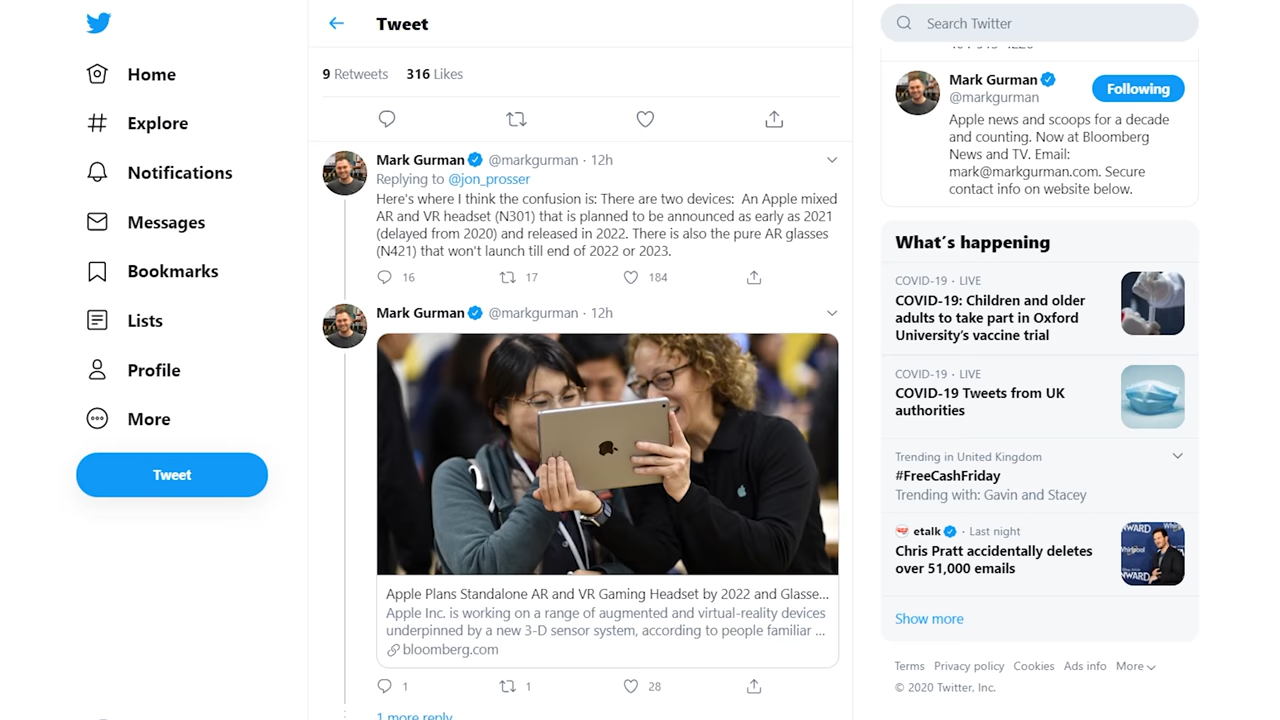 Home
Explore
Notifications
Messages
Bookmarks
Lists
Profile
More
Tweet
Tweet
9 Retweets 316 Likes
Mark Gurman @markgurman · 12h
Replying to @jon_prosser
Here's where I think the confusion is: There are two devices: An Apple mixed
AR and VR headset (N301) that is planned to be announced as early as 2021
(delayed from 2020) and released in 2022. There is also the pure AR glasses
(N421) that won't launch till end of 2022 or 2023.
16 17 184
Mark Gurman @markgurman · 12h
Apple Plans Standalone AR and VR Gaming Headset by 2022 and Glasse...
Apple Inc. is working on a range of augmented and virtual-reality devices
underpinned by a new 3-D sensor system, according to people familiar ...
bloomberg.com
1 1 28
1 more reply
Search Twitter
Mark Gurman
@markgurman
Following
Apple news and scoops for a decade
and counting. Now at Bloomberg
News and TV. Email:
mark@markgurman.com. Secure
contact info on website below.
What's happening
COVID-19 · LIVE
COVID-19: Children and older
adults to take part in Oxford
University's vaccine trial
COVID-19 · LIVE
COVID-19 Tweets from UK
authorities
Trending in United Kingdom
#FreeCashFriday
Trending with: Gavin and Stacey
etalk · Last night
Chris Pratt accidentally deletes
over 51,000 emails
Show more
Terms Privacy policy Cookies Ads info More
© 2020 Twitter, Inc.